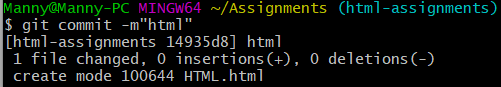 Manny@Manny-PC MINGW64 ~/Assignments (html-assignments)
$ git commit -m"html"
[html-assignments 14935d8] html
 1 file changed, 0 insertions(+), 0 deletions(-)
 create mode 100644 HTML.html